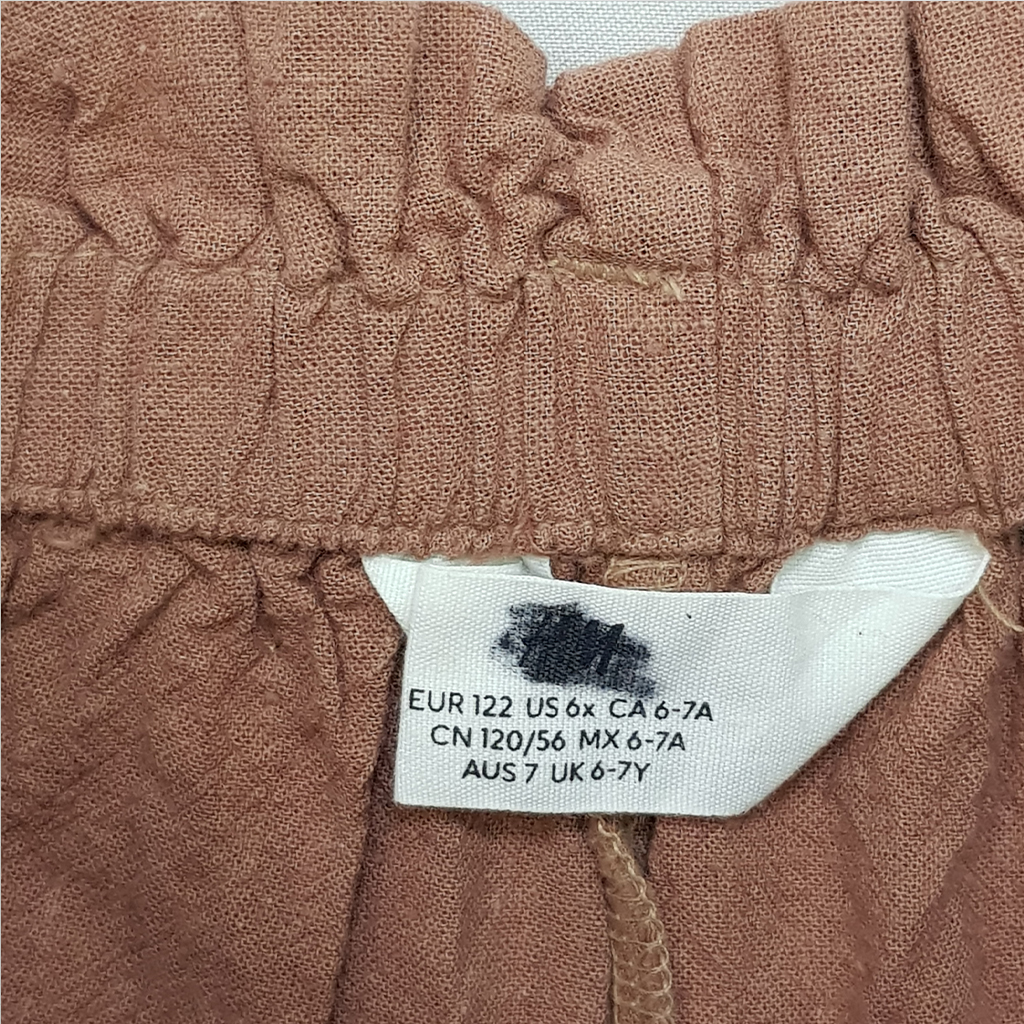 EUR 122 US 6x CA 6-7A
CN 120/56 MX 6-7A
AUS 7 UK 6-7Y